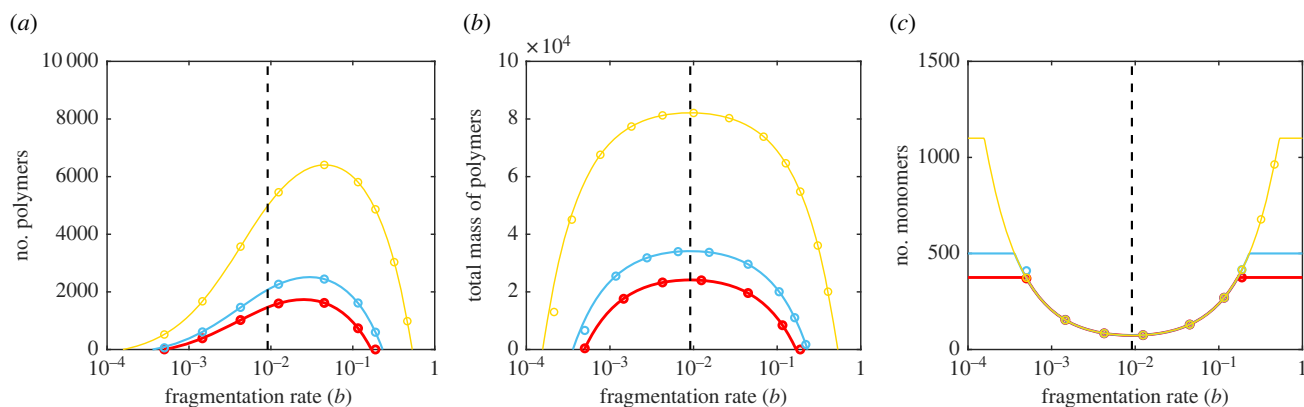 (a)
10 000
8000
6000
4000
2000
0
no. polymers
10⁻⁴ 10⁻³ 10⁻² 10⁻¹ 1
fragmentation rate (b)
(b)
×10⁴
10
8
6
4
2
0
total mass of polymers
10⁻⁴ 10⁻³ 10⁻² 10⁻¹ 1
fragmentation rate (b)
(c)
1500
1000
500
0
no. monomers
10⁻⁴ 10⁻³ 10⁻² 10⁻¹ 1
fragmentation rate (b)